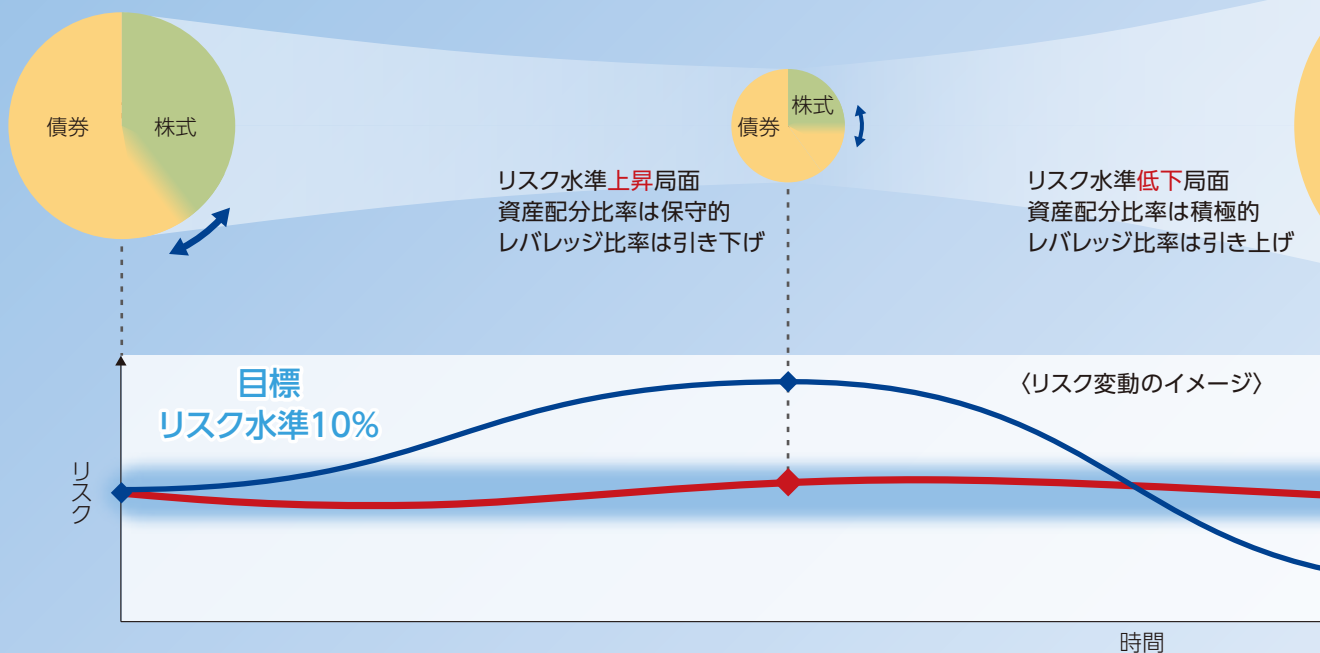 債券
株式
債券
株式
リスク水準上昇局面
資産配分比率は保守的
レバレッジ比率は引き下げ
リスク水準低下局面
資産配分比率は積極的
レバレッジ比率は引き上げ
目標
リスク水準10%
〈リスク変動のイメージ〉
リスク
時間